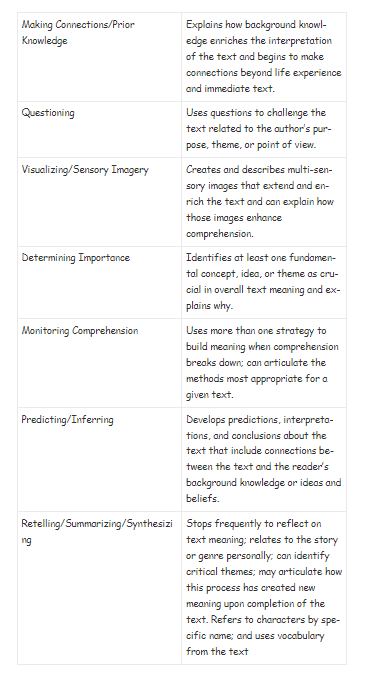 Making Connections/Prior
Knowledge
Explains how background knowl-
edge enriches the interpretation
of the text and begins to make
connections beyond life experience
and immediate text.
Questioning
Uses questions to challenge the
text related to the author's pur-
pose, theme, or point of view.
Visualizing/Sensory Imagery
Creates and describes multi-sen-
sory images that extend and en-
rich the text and can explain how
those images enhance
comprehension.
Determining Importance
Identifies at least one fundamen-
tal concept, idea, or theme as cru-
cial in overall text meaning and ex-
plains why.
Monitoring Comprehension
Uses more than one strategy to
build meaning when comprehension
breaks down; can articulate the
methods most appropriate for a
given text.
Predicting/Inferring
Develops predictions, interpreta-
tions, and conclusions about the
text that include connections be-
tween the text and the reader's
background knowledge or ideas and
beliefs.
Retelling/Summarizing/Synthesizi
ng
Stops frequently to reflect on
text meaning; relates to the story
or genre personally; can identify
critical themes; may articulate how
this process has created new
meaning upon completion of the
text. Refers to characters by spe-
cific name; and uses vocabulary
from the text